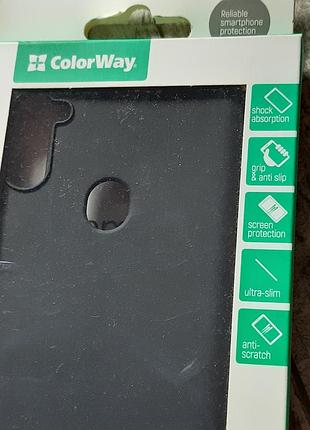 Reliable
smartphone
protection
ColorWay.
shock
absorption
grip
& anti slip
screen
protection
ultra-slim
anti-
scratch